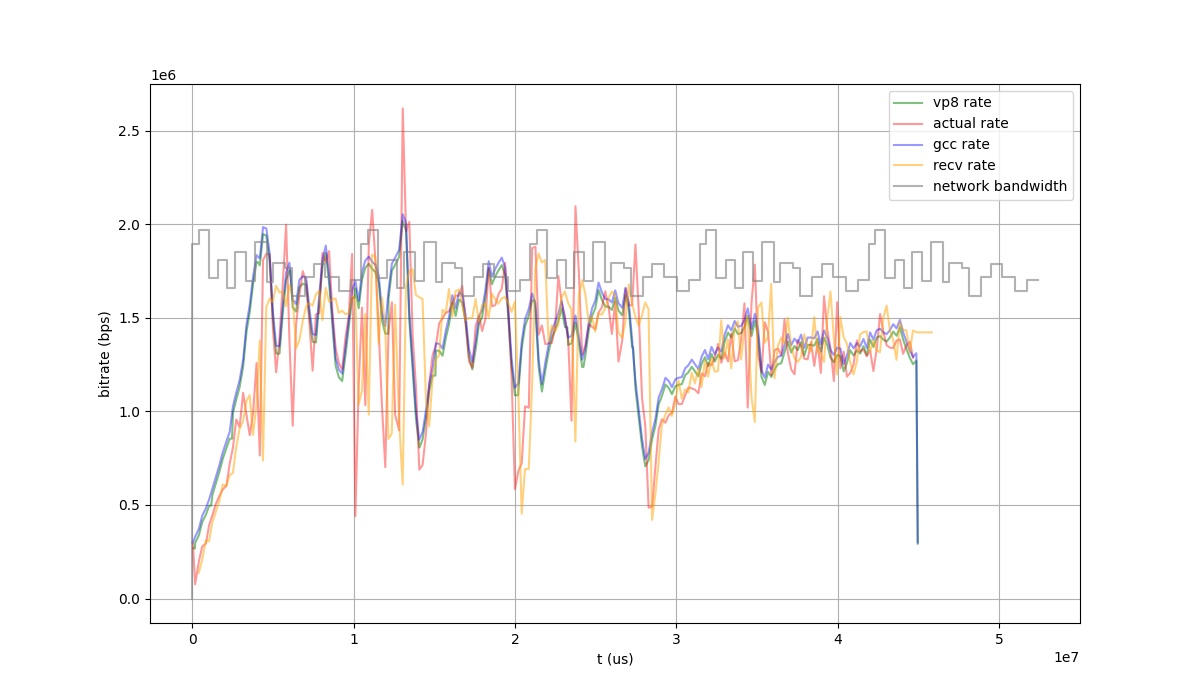 1e6
bitrate (bps)
2.5
2.0
1.5
1.0
0.5
0.0
vp8 rate
actual rate
gcc rate
recv rate
network bandwidth
0 1 2 3 4 5
t (us)
1e7